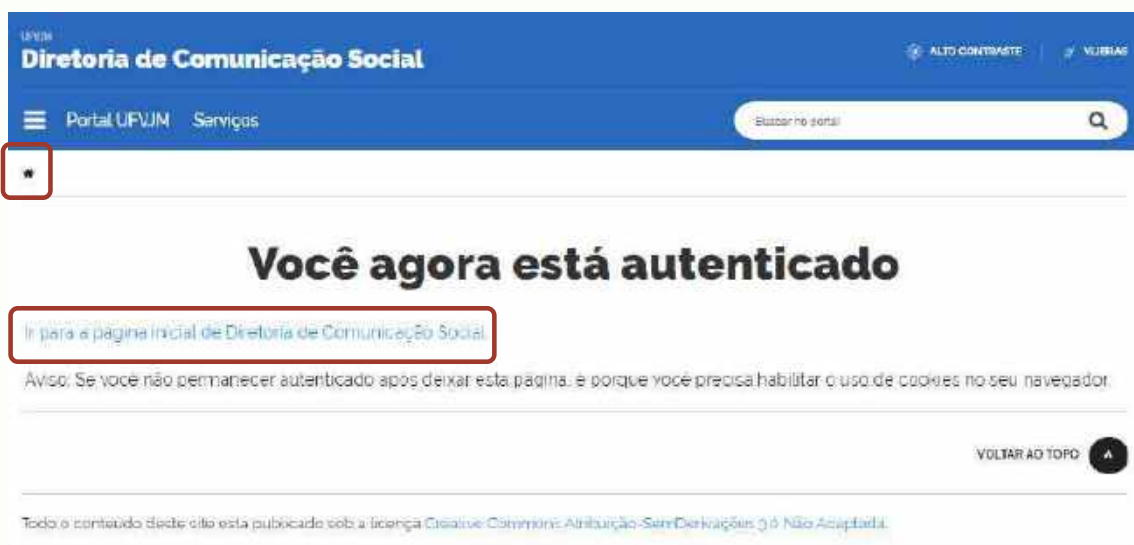 UFVJM
Diretoria de Comunicação Social
ALTO CONTRASTE
VLIBRAS
Portal UFVJM Serviços
Buscar no portal
Você agora está autenticado
Ir para a página inicial de Diretoria de Comunicação Social.
Aviso: Se você não permanecer autenticado após deixar esta página, é porque você precisa habilitar o uso de cookies no seu navegador.
VOLTAR AO TOPO
Todo o conteúdo deste site está publicado sob a licença Creative Commons Atribuição-SemDerivações 3.0 Não Adaptada.